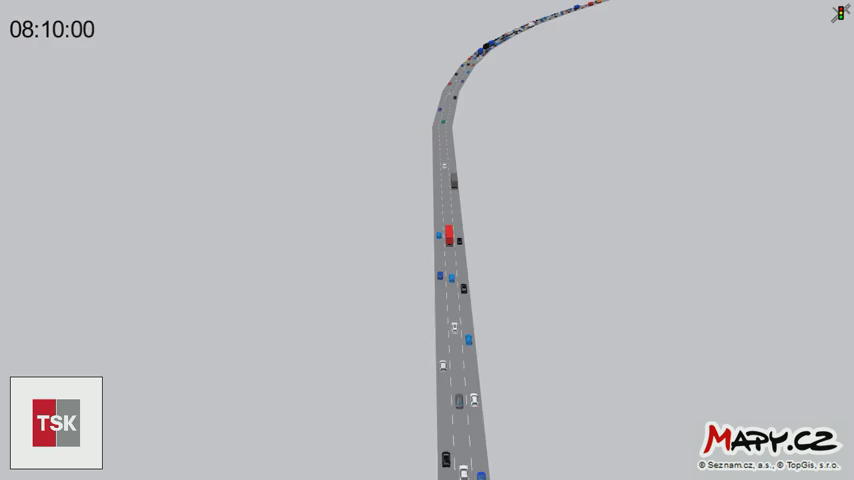 08:10:00
TSK
MAPY.CZ
© Seznam.cz, a.s., © TopGis, s.r.o.